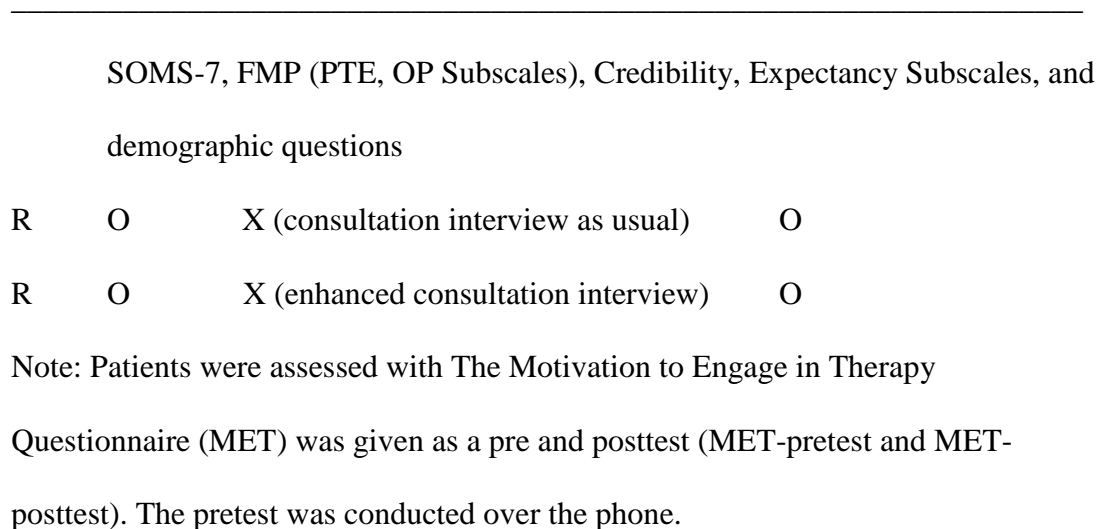 SOMS-7, FMP (PTE, OP Subscales), Credibility, Expectancy Subscales, and
demographic questions
R O X (consultation interview as usual) O
R O X (enhanced consultation interview) O
Note: Patients were assessed with The Motivation to Engage in Therapy
Questionnaire (MET) was given as a pre and posttest (MET-pretest and MET-
posttest). The pretest was conducted over the phone.